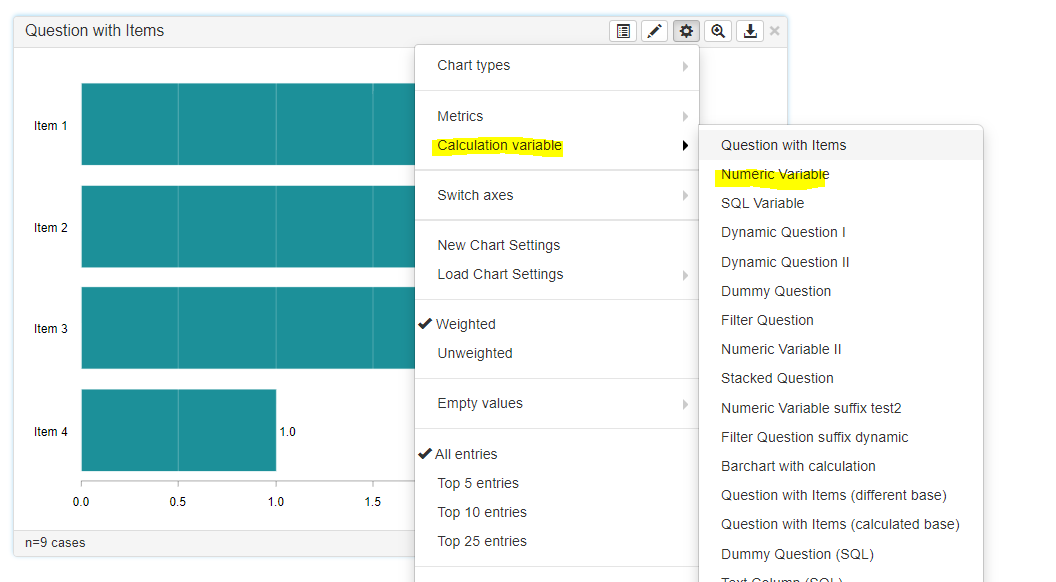 Question with Items
Item 1
Item 2
Item 3
Item 4
1.0
0.0
0.5
1.0
1.5
n=9 cases
Chart types
Metrics
Calculation variable
Switch axes
New Chart Settings
Load Chart Settings
Weighted
Unweighted
Empty values
All entries
Top 5 entries
Top 10 entries
Top 25 entries
Question with Items
Numeric Variable
SQL Variable
Dynamic Question I
Dynamic Question II
Dummy Question
Filter Question
Numeric Variable II
Stacked Question
Numeric Variable suffix test2
Filter Question suffix dynamic
Barchart with calculation
Question with Items (different base)
Question with Items (calculated base)
Dummy Question (SQL)
Text Column (SQL)